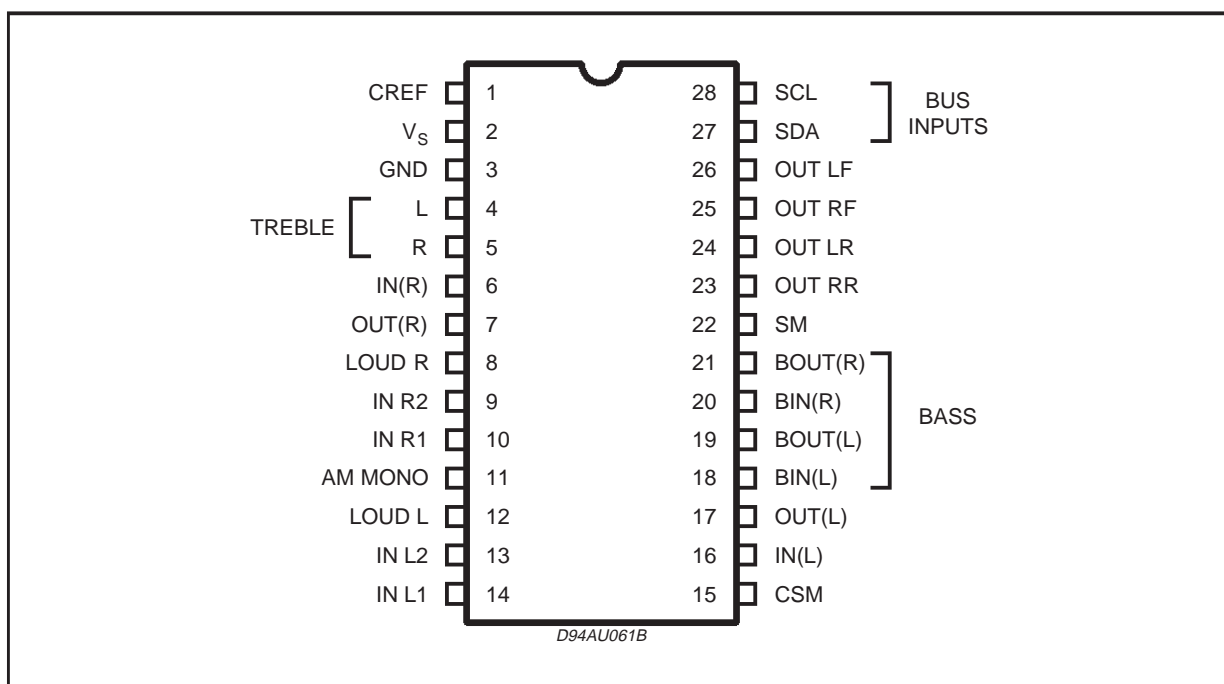 CREF 1 28 SCL
V_S 2 27 SDA
BUS
INPUTS
GND 3 26 OUT LF
L 4 25 OUT RF
TREBLE
R 5 24 OUT LR
IN(R) 6 23 OUT RR
OUT(R) 7 22 SM
LOUD R 8 21 BOUT(R)
IN R2 9 20 BIN(R)
BASS
IN R1 10 19 BOUT(L)
AM MONO 11 18 BIN(L)
LOUD L 12 17 OUT(L)
IN L2 13 16 IN(L)
IN L1 14 15 CSM
D94AU061B